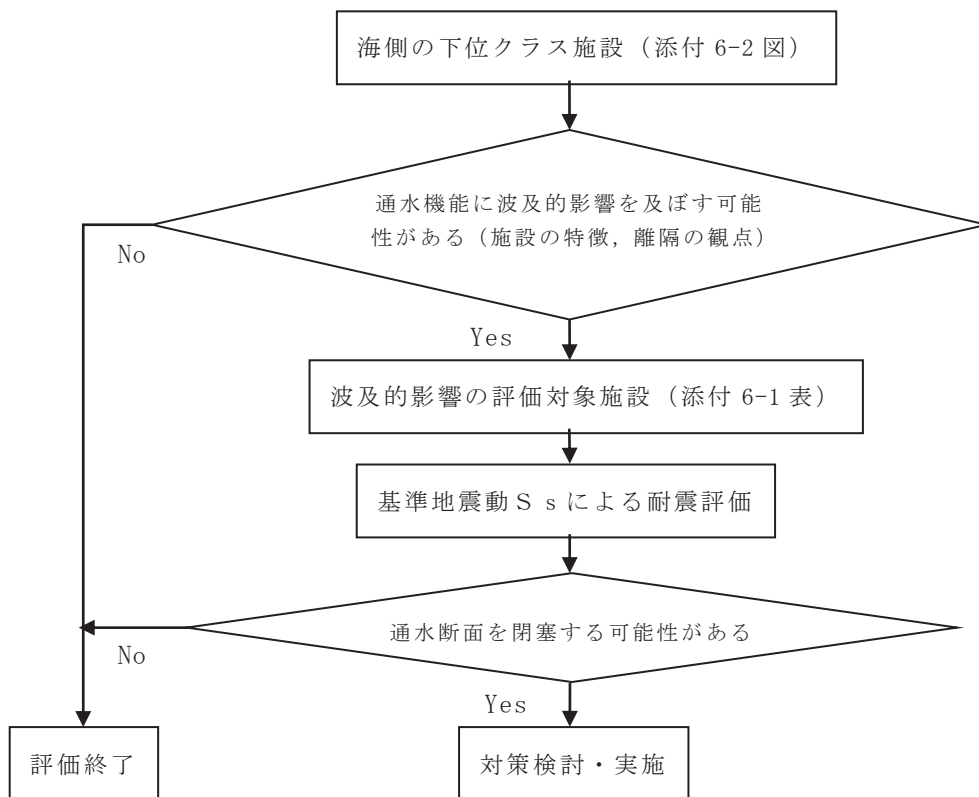 海側の下位クラス施設（添付 6-2 図）
通水機能に波及的影響を及ぼす可能
性がある（施設の特徴，離隔の観点）
No
Yes
波及的影響の評価対象施設（添付 6-1 表）
基準地震動Ｓｓによる耐震評価
通水断面を閉塞する可能性がある
No
Yes
評価終了
対策検討・実施